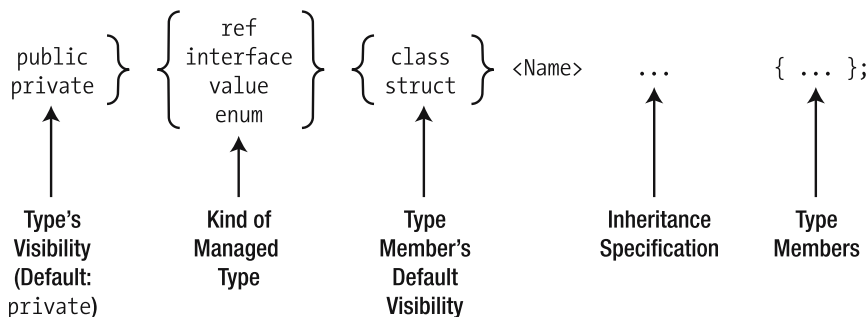 public
private
ref
interface
value
enum
class
struct
<Name>
...
{ ... };
Type's
Visibility
(Default:
private)
Kind of
Managed
Type
Type
Member's
Default
Visibility
Inheritance
Specification
Type
Members